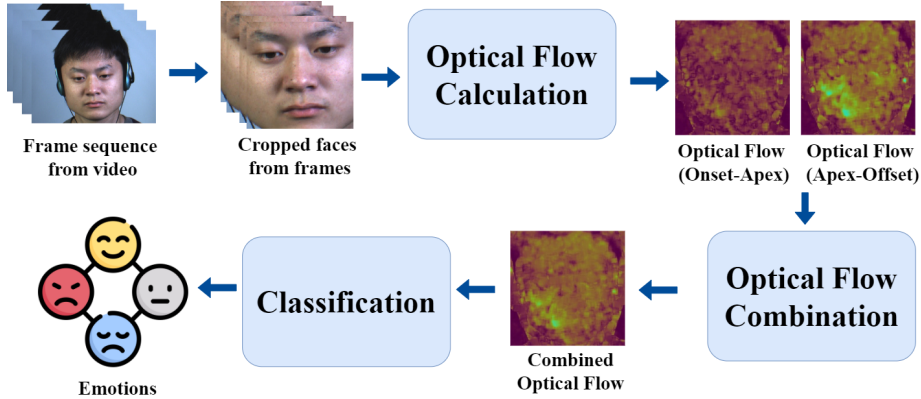 Frame sequence
from video
Cropped faces
from frames
Optical Flow
Calculation
Optical Flow
(Onset-Apex)
Optical Flow
(Apex-Offset)
Optical Flow
Combination
Combined
Optical Flow
Classification
Emotions